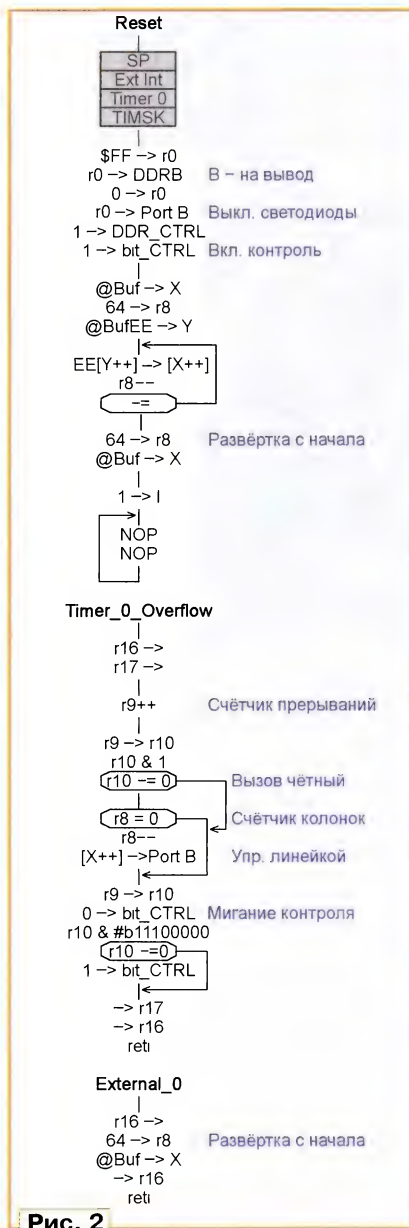 Reset
SP
Ext Int
Timer 0
TIMSK
$FF –> r0
r0 –> DDRB В – на вывод
0 –> r0
r0 –> Port B Выкл. светодиоды
1 –> DDR_CTRL
1 –> bit_CTRL Вкл. контроль
@Buf –> X
64 –> r8
@BufEE –> Y
EE[Y++] –> [X++]
r8--
-=
64 –> r8 Развёртка с начала
@Buf –> X
1 –> I
NOP
NOP
Timer_0_Overflow
r16 –>
r17 –>
r9++ Счётчик прерываний
r9 –> r10
r10 & 1
r10 -= 0 Вызов чётный
r8 = 0 Счётчик колонок
r8--
[X++] –>Port B Упр. линейкой
r9 –> r10
0 –> bit_CTRL Мигание контроля
r10 & #b11100000
r10 -=0
1 –> bit_CTRL
–> r17
–> r16
reti
External_0
r16 –>
64 –> r8 Развёртка с начала
@Buf –> X
–> r16
reti
Рис. 2